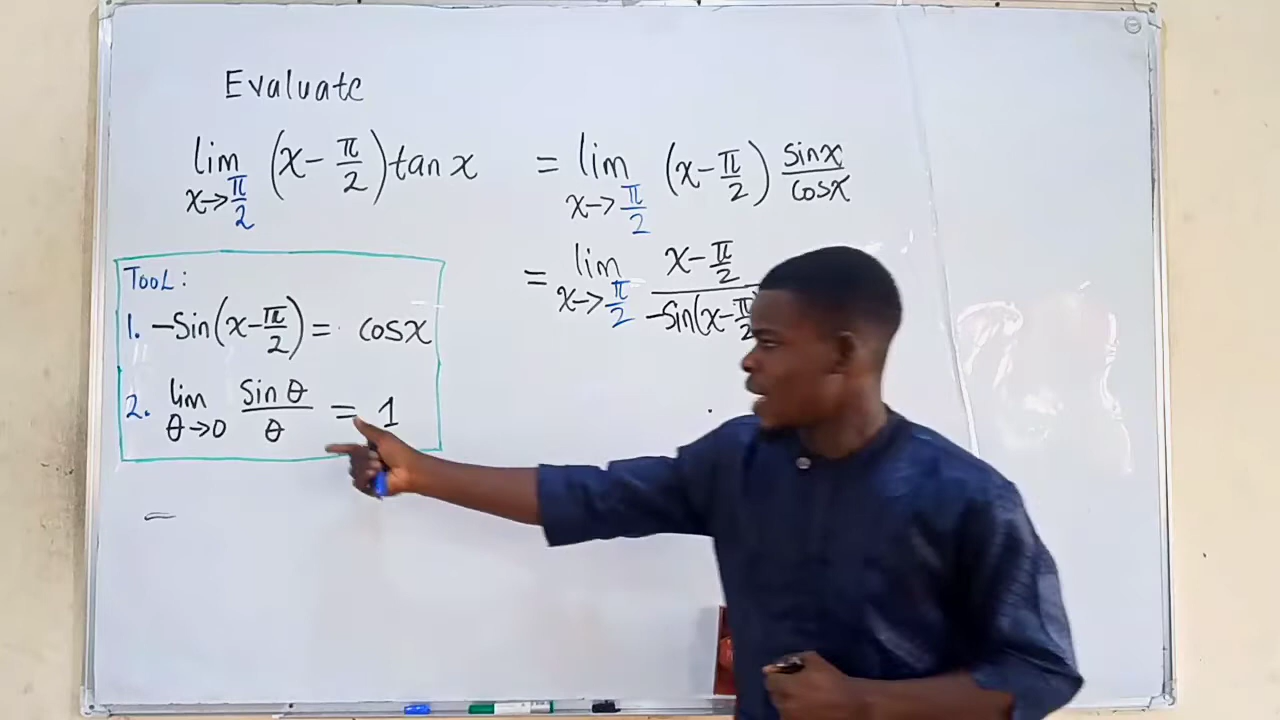 Evaluate
lim x→π/2 (x-π/2)tan x = lim x→π/2 (x-π/2) sinx/cosx
= lim x→π/2 x-π/2 / -Sin(x-π/2
TOOL:
1. -Sin(x-π/2) = cosx
2. lim θ→0 Sin θ/θ = 1